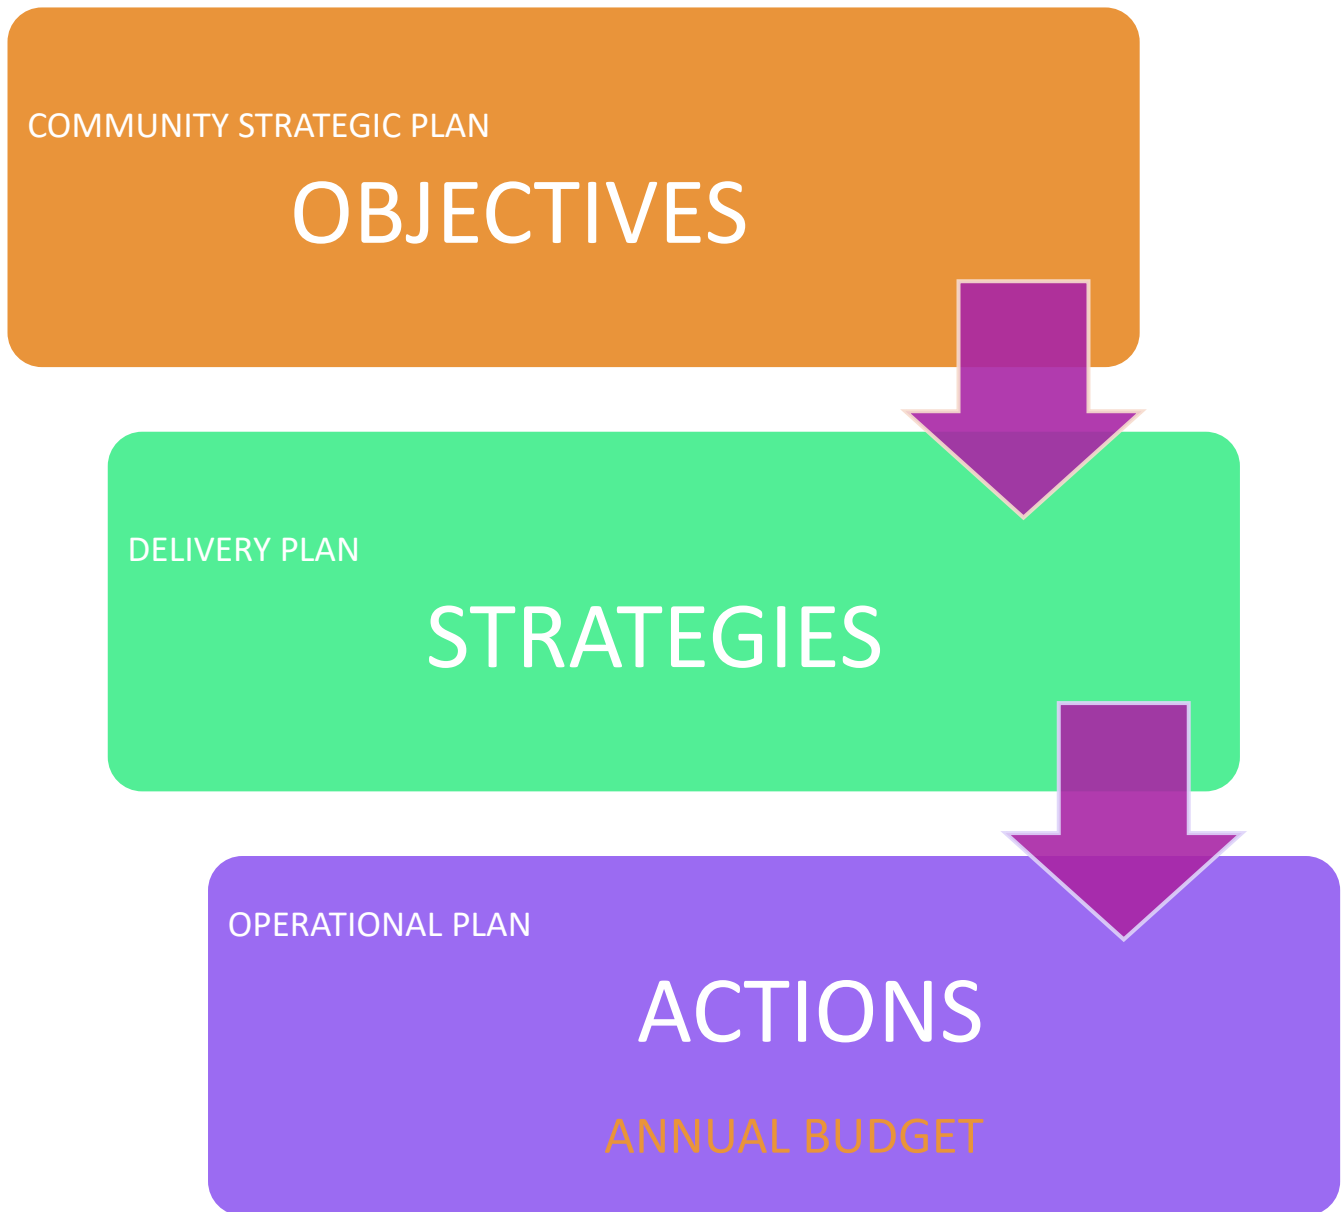 COMMUNITY STRATEGIC PLAN
OBJECTIVES
DELIVERY PLAN
STRATEGIES
OPERATIONAL PLAN
ACTIONS
ANNUAL BUDGET